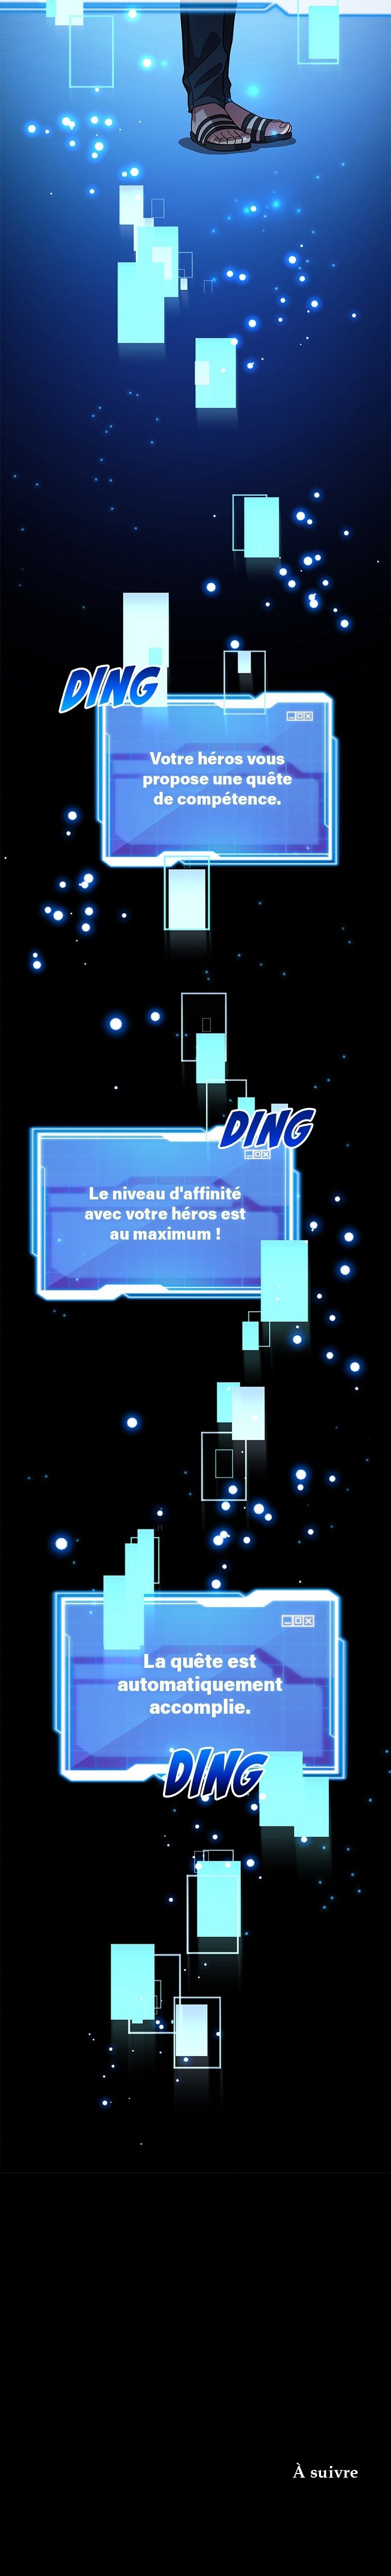 DING
Votre héros vous
propose une quête
de compétence.
DING
Le niveau d'affinité
avec votre héros est
au maximum !
La quête est
automatiquement
accomplie.
DING
À suivre